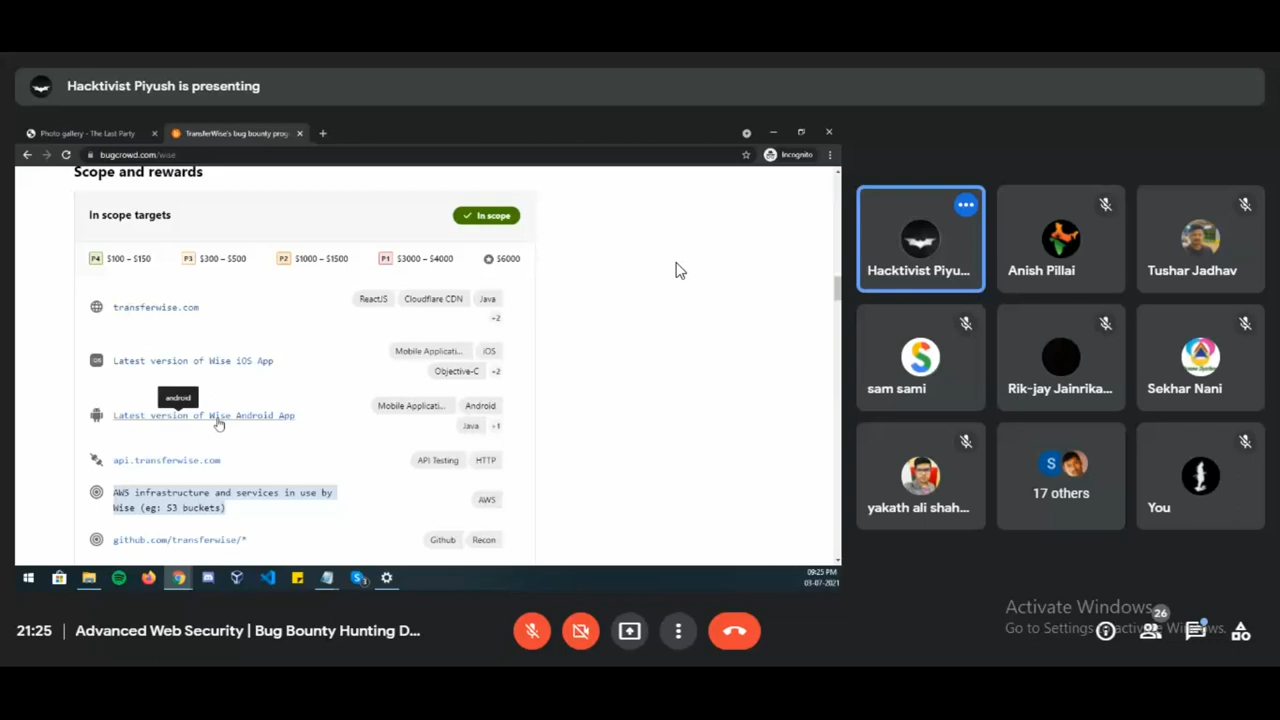 Hacktivist Piyush is presenting
Photo gallery - The Last Party
TransferWise's bug bounty prog
bugcrowd.com/wise
Incognito
Scope and rewards
In scope targets
In scope
P4 $100 – $150
P3 $300 – $500
P2 $1000 – $1500
P1 $3000 – $4000
$6000
transferwise.com
ReactJS
Cloudflare CDN
Java
+2
iOS
Latest version of Wise iOS App
Mobile Applicati...
iOS
Objective-C
+2
android
Latest version of Wise Android App
Mobile Applicati...
Android
Java
+1
api.transferwise.com
API Testing
HTTP
AWS infrastructure and services in use by
Wise (eg: S3 buckets)
AWS
github.com/transferwise/*
Github
Recon
09:25 PM
03-07-2021
Hacktivist Piyu...
Anish Pillai
Tushar Jadhav
S
sam sami
Rik-jay Jainrika...
Sekhar Nani
yakath ali shah...
S
17 others
You
21:25
Advanced Web Security | Bug Bounty Hunting D...
Activate Windows
Go to Settings to activate Windows.
26